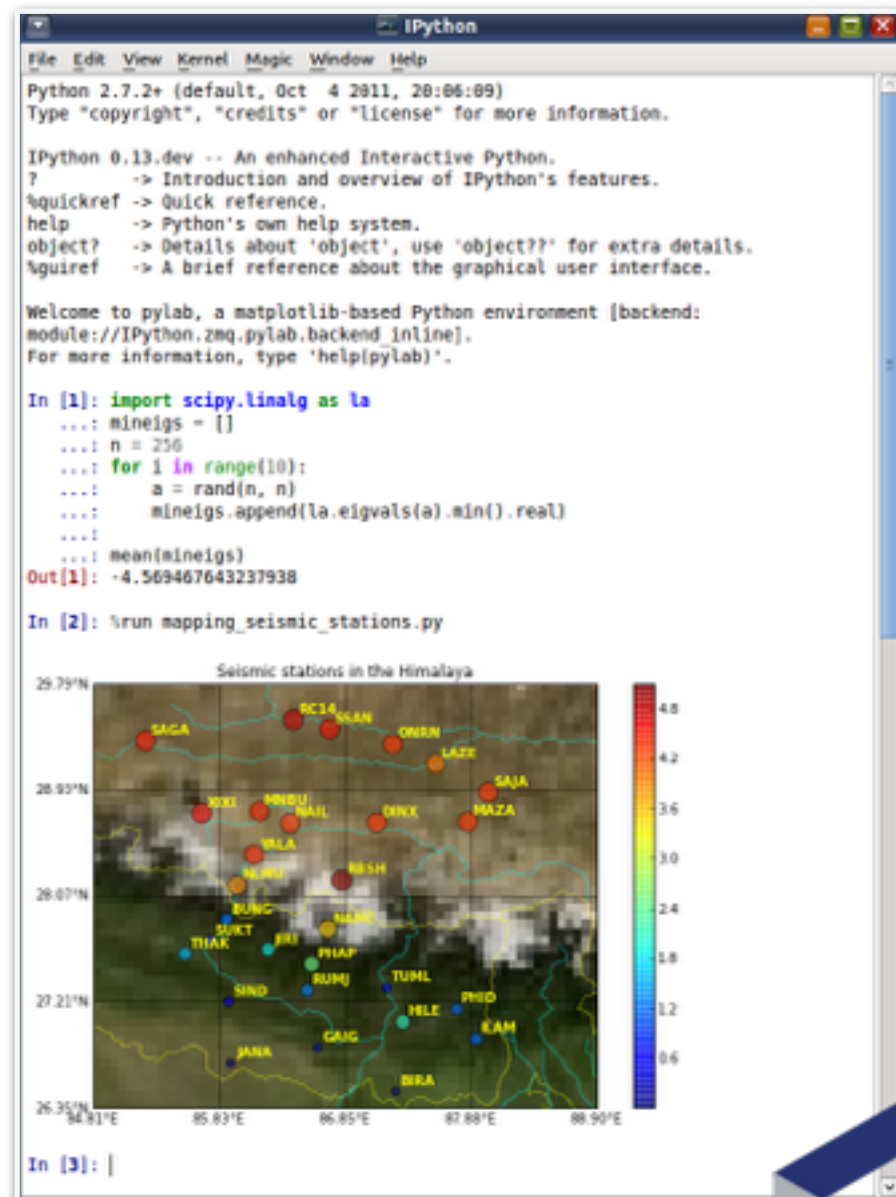 IPython
File Edit View Kernel Magic Window Help
Python 2.7.2+ (default, Oct  4 2011, 20:06:09)
Type "copyright", "credits" or "license" for more information.
IPython 0.13.dev -- An enhanced Interactive Python.
?         -> Introduction and overview of IPython's features.
%quickref -> Quick reference.
help      -> Python's own help system.
object?   -> Details about 'object', use 'object??' for extra details.
%guiref   -> A brief reference about the graphical user interface.
Welcome to pylab, a matplotlib-based Python environment [backend:
module://IPython.zmq.pylab.backend_inline].
For more information, type 'help(pylab)'.
In [1]: import scipy.linalg as la
   ...: mineigs = []
   ...: n = 256
   ...: for i in range(10):
   ...:     a = rand(n, n)
   ...:     mineigs.append(la.eigvals(a).min().real)
   ...:
   ...: mean(mineigs)
Out[1]: -4.569467643237938
In [2]: %run mapping_seismic_stations.py
Seismic stations in the Himalaya
29.79°N
RC14
SSAN
4.8
SAGA
ONRN
LAZE
4.2
28.93°N
SAJA
XIXI
MNBU
NAIL
DINX
MAZA
3.6
YALA
RBSH
3.0
NLMU
28.07°N
BUNG
NAMC
2.4
SUKT
THAK
JIRI
PHAP
1.8
RUMJ
TUML
SIND
PHID
27.21°N
HILE
1.2
ILAM
GAIG
JANA
0.6
BIRA
26.35°N
84.81°E 85.83°E 86.85°E 87.88°E 88.90°E
In [3]: